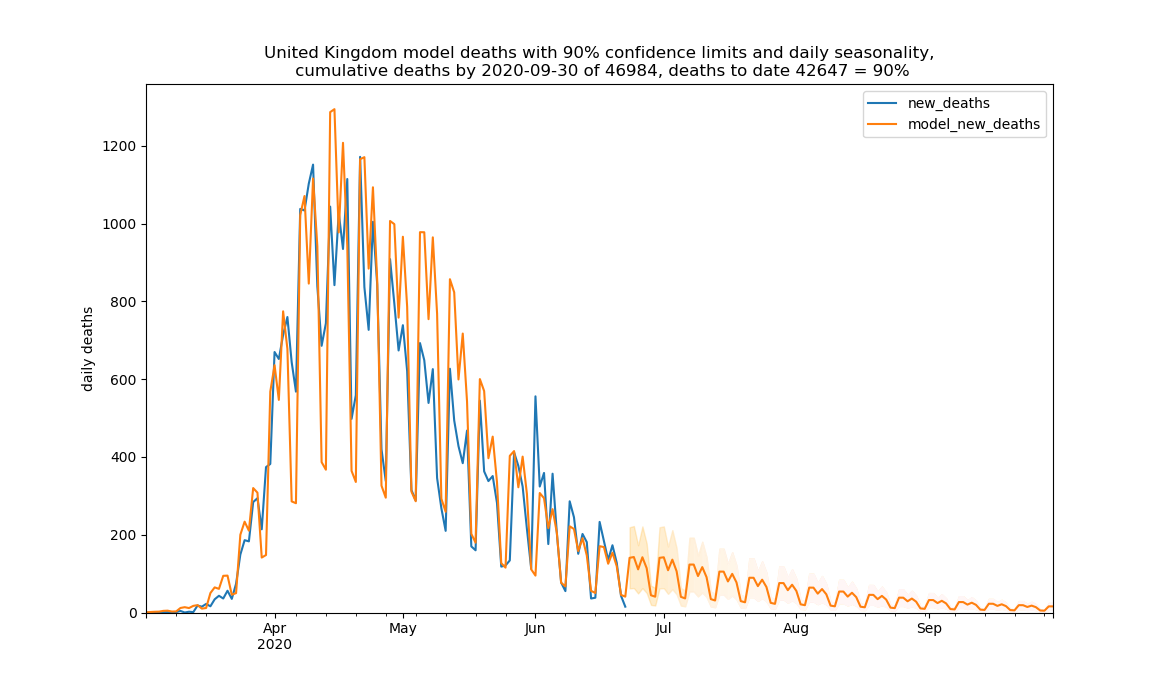 United Kingdom model deaths with 90% confidence limits and daily seasonality,
cumulative deaths by 2020-09-30 of 46984, deaths to date 42647 = 90%
new_deaths
model_new_deaths
daily deaths
1200
1000
800
600
400
200
0
Apr
2020
May
Jun
Jul
Aug
Sep